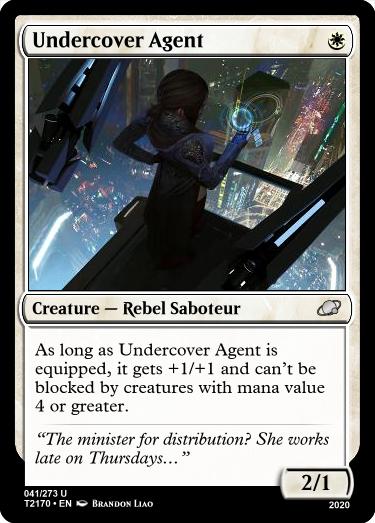 Undercover Agent
Creature — Rebel Saboteur
As long as Undercover Agent is
equipped, it gets +1/+1 and can't be
blocked by creatures with mana value
4 or greater.
“The minister for distribution? She works
late on Thursdays…”
2/1
041/273 U
T2170 • EN Brandon Liao
2020